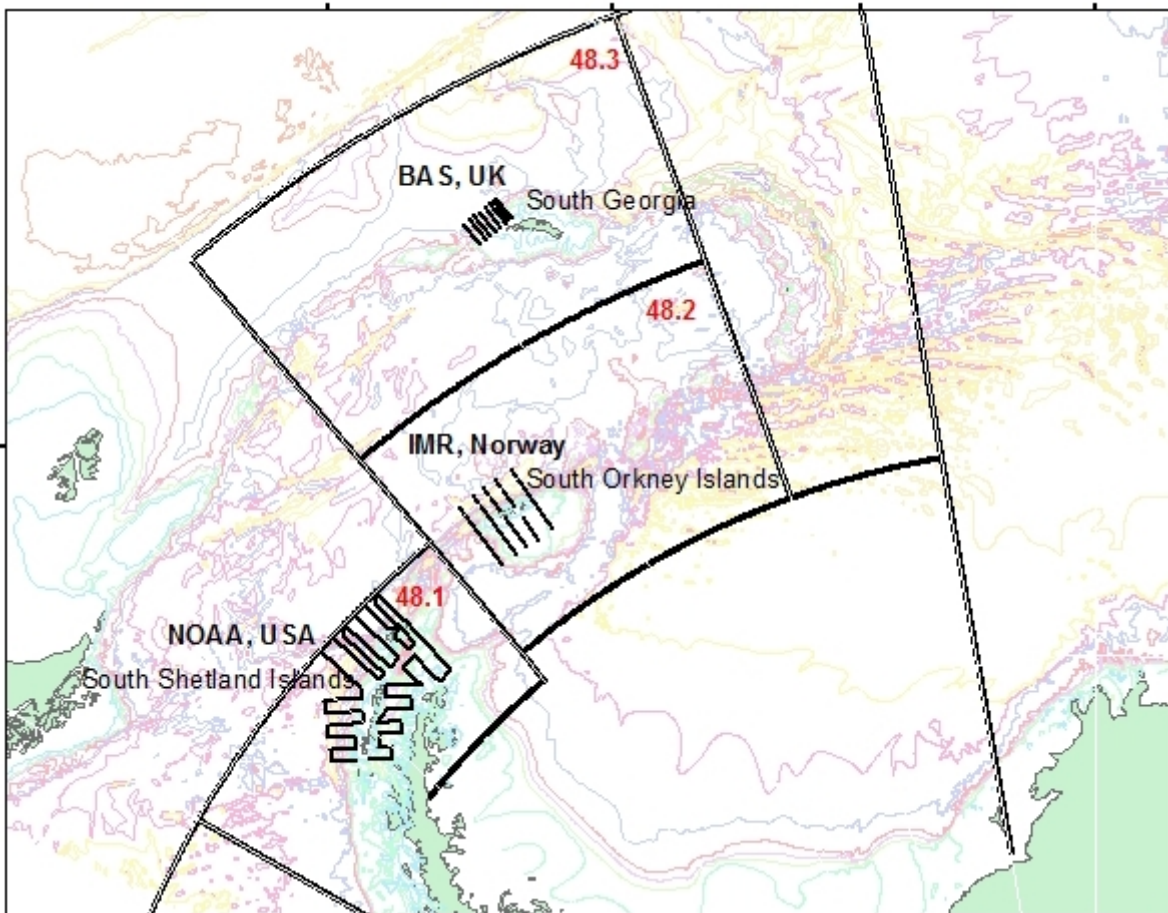 48.3
BAS, UK
South Georgia
48.2
IMR, Norway
South Orkney Islands
48.1
NOAA, USA
South Shetland Islands